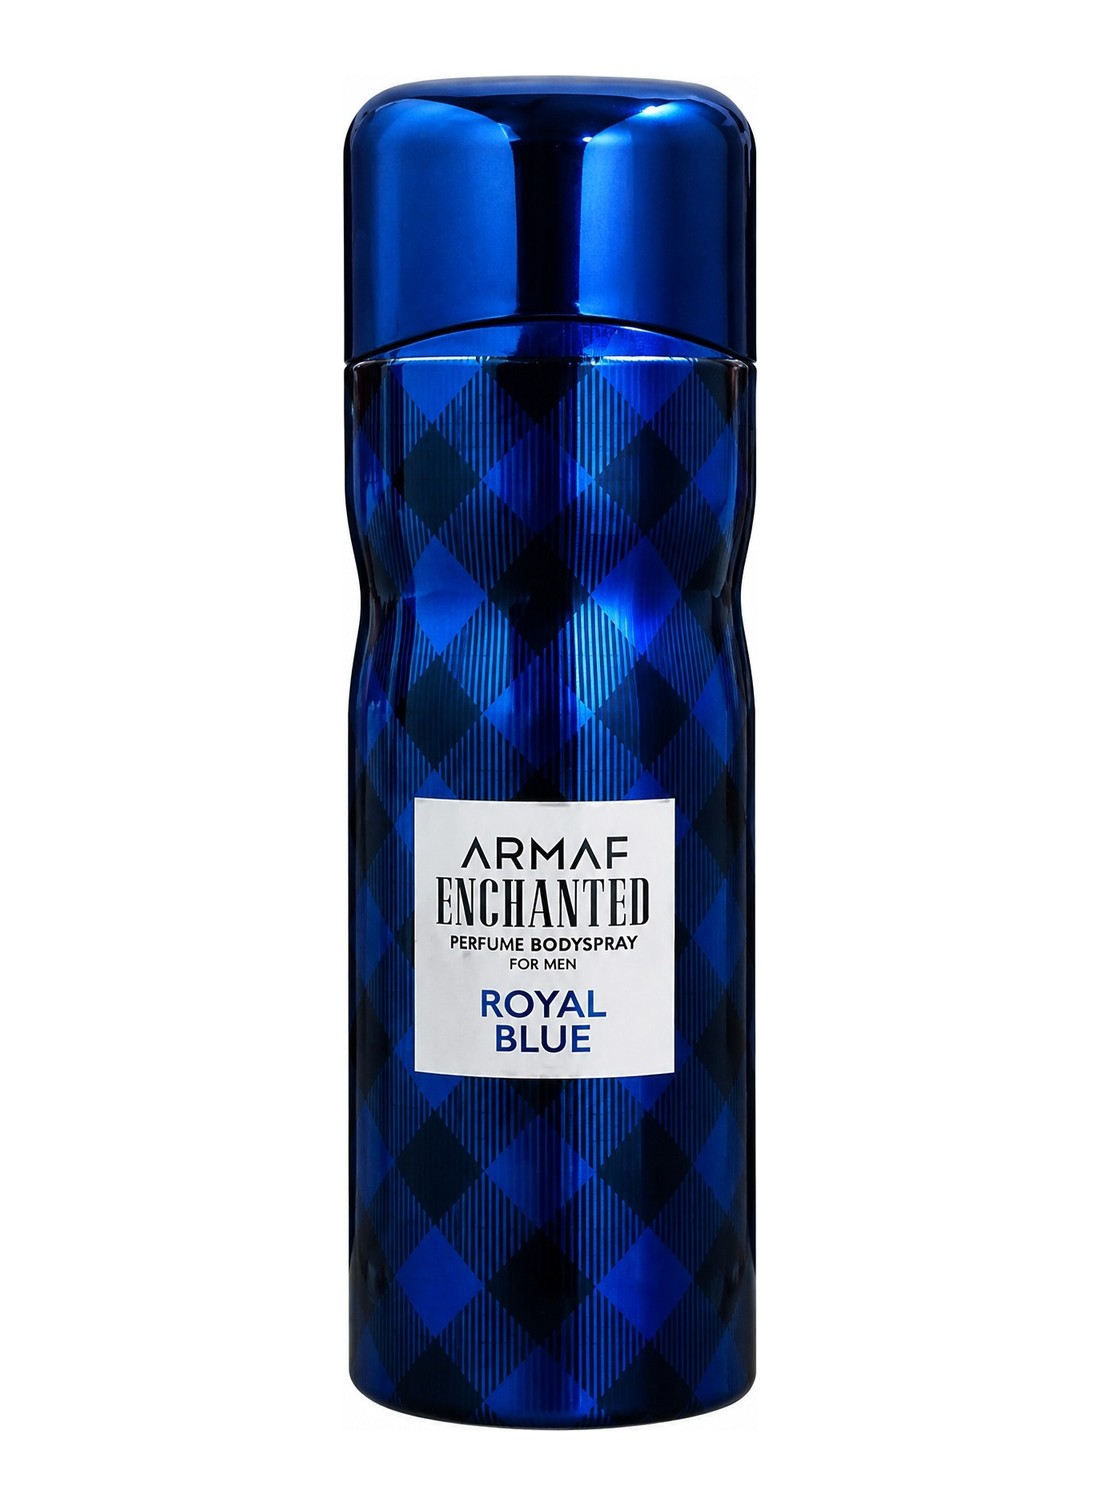 ARMAF
ENCHANTED
PERFUME BODYSPRAY
FOR MEN
ROYAL
BLUE